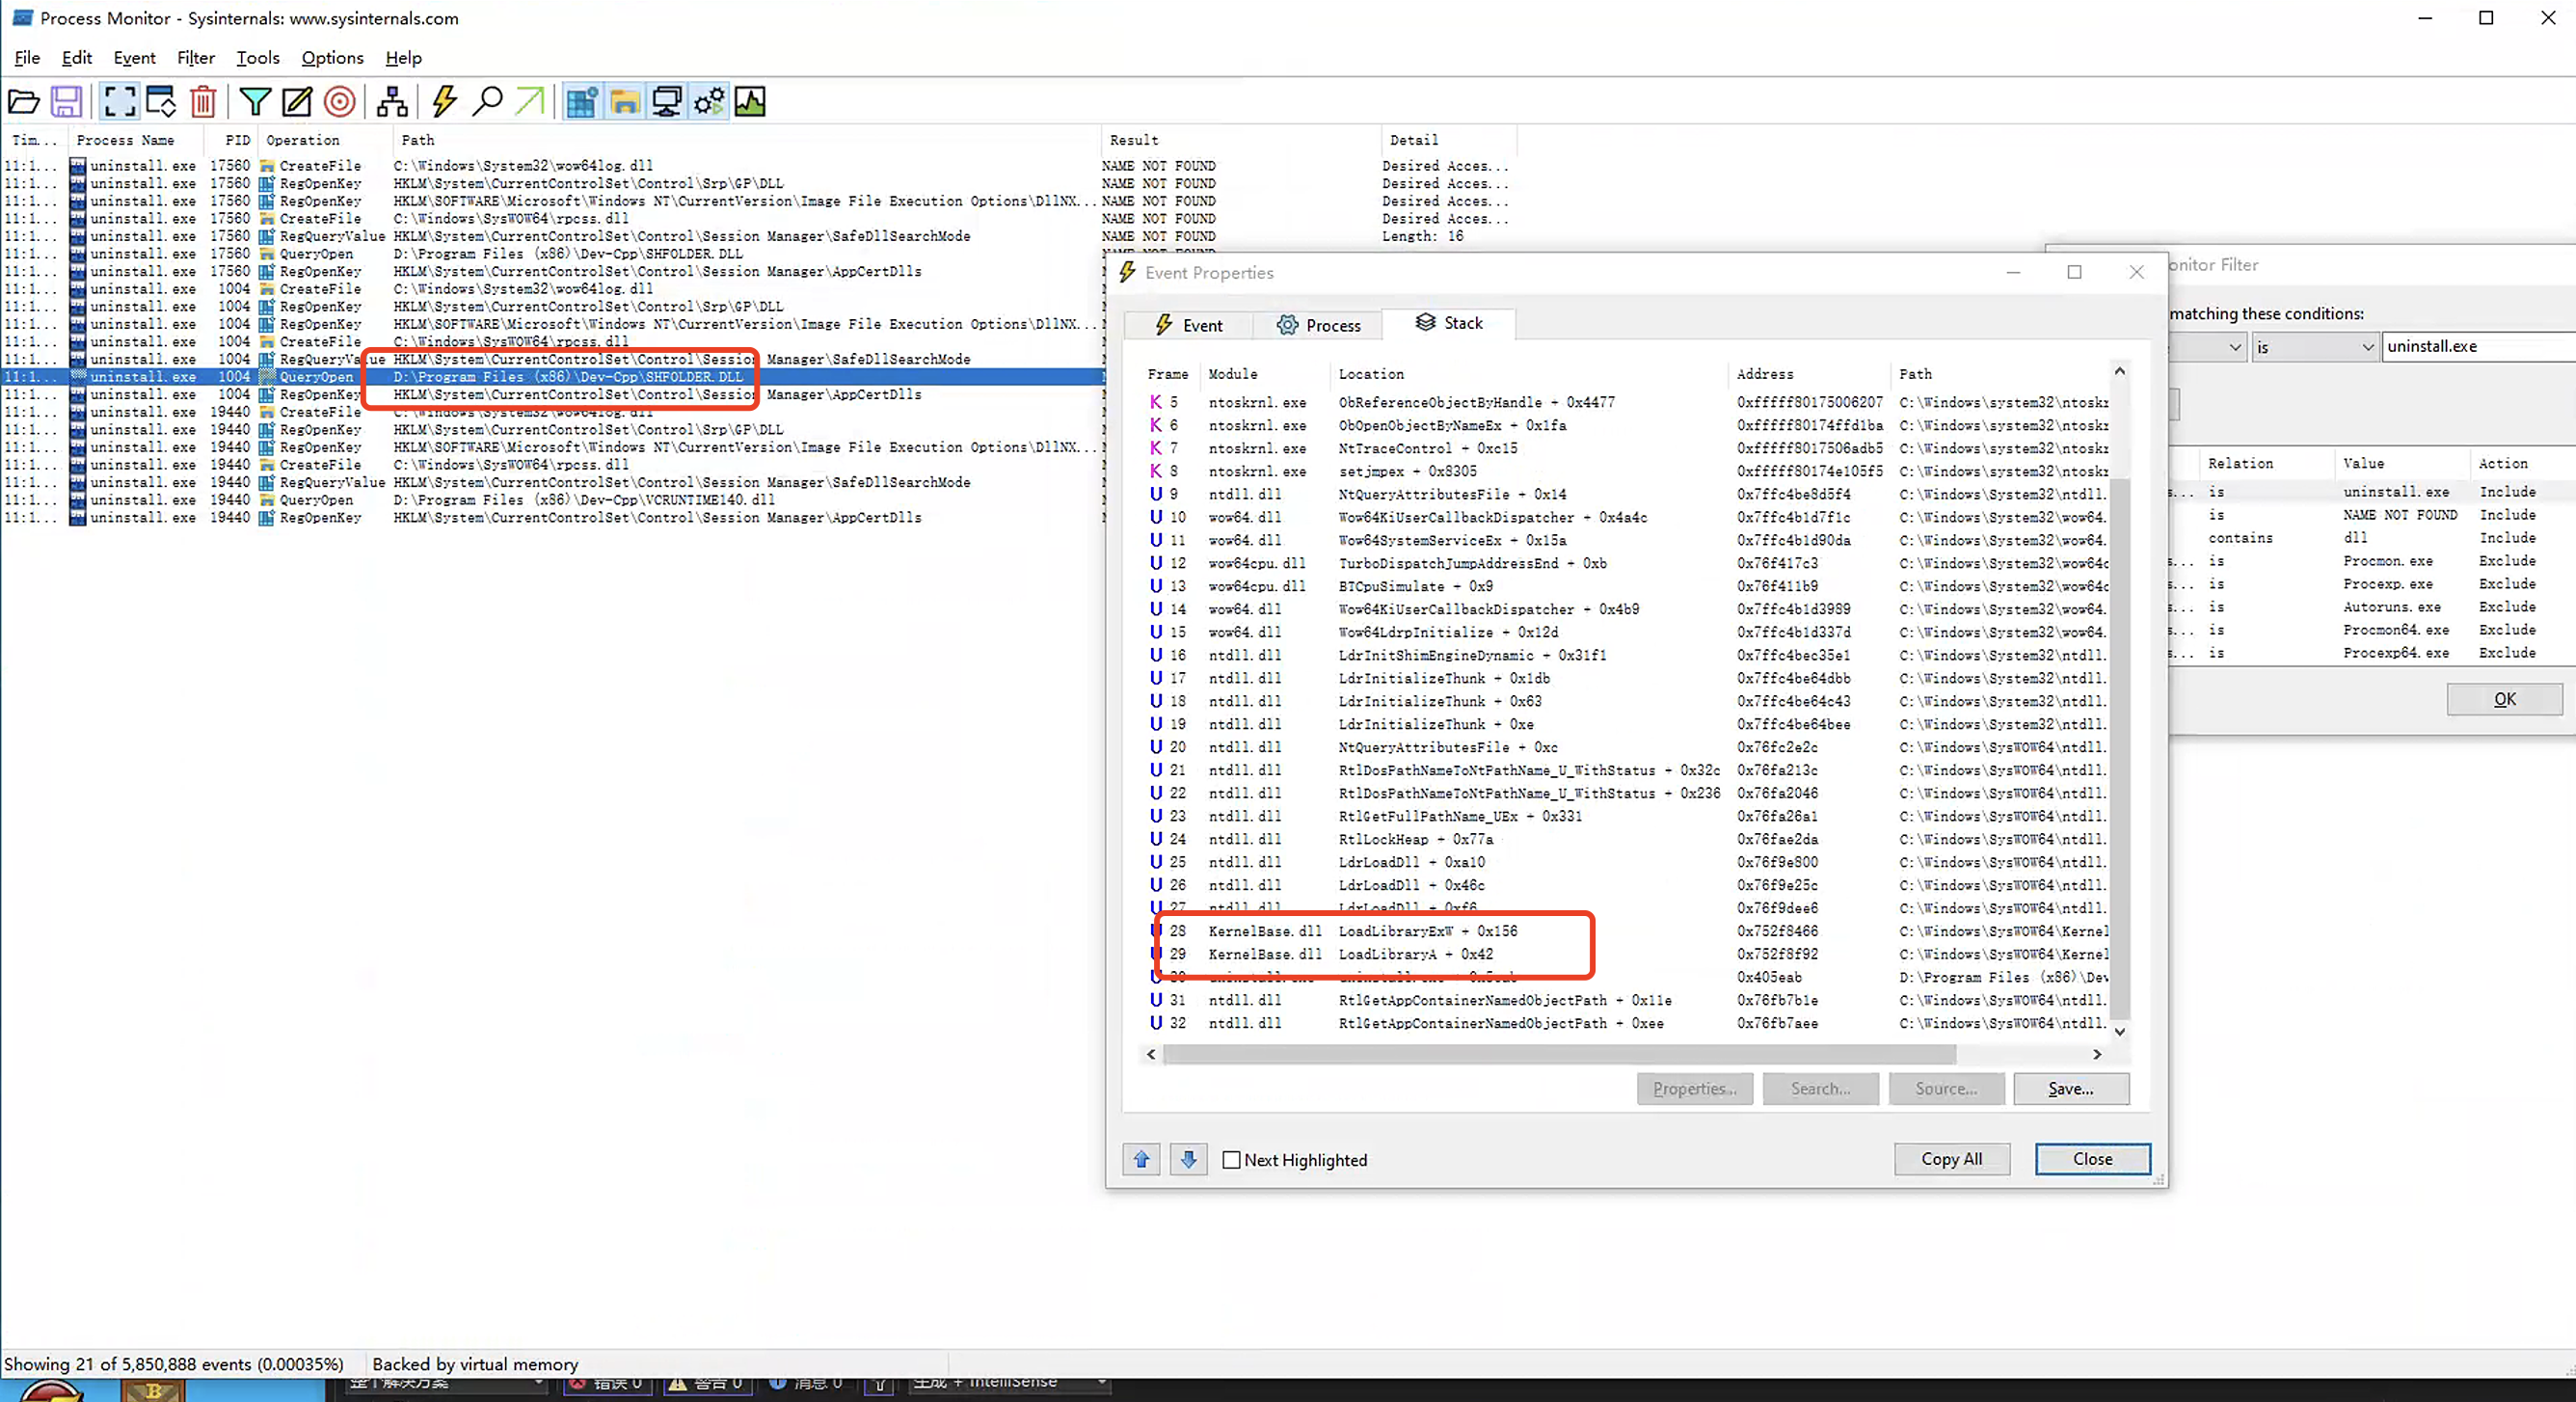 Process Monitor - Sysinternals: www.sysinternals.com
File Edit Event Filter Tools Options Help
Tim... Process Name PID Operation Path Result Detail
11:1... uninstall.exe 17560 CreateFile C:\Windows\System32\wow64log.dll NAME NOT FOUND Desired Acces...
11:1... uninstall.exe 17560 RegOpenKey HKLM\System\CurrentControlSet\Control\Srp\GP\DLL NAME NOT FOUND Desired Acces...
11:1... uninstall.exe 17560 RegOpenKey HKLM\SOFTWARE\Microsoft\Windows NT\CurrentVersion\Image File Execution Options\DllNX... NAME NOT FOUND Desired Acces...
11:1... uninstall.exe 17560 CreateFile C:\Windows\SysWOW64\rpcss.dll NAME NOT FOUND Desired Acces...
11:1... uninstall.exe 17560 RegQueryValue HKLM\System\CurrentControlSet\Control\Session Manager\SafeDllSearchMode NAME NOT FOUND Length: 16
11:1... uninstall.exe 17560 QueryOpen D:\Program Files (x86)\Dev-Cpp\SHFOLDER.DLL
11:1... uninstall.exe 17560 RegOpenKey HKLM\System\CurrentControlSet\Control\Session Manager\AppCertDlls
11:1... uninstall.exe 1004 CreateFile C:\Windows\System32\wow64log.dll
11:1... uninstall.exe 1004 RegOpenKey HKLM\System\CurrentControlSet\Control\Srp\GP\DLL
11:1... uninstall.exe 1004 RegOpenKey HKLM\SOFTWARE\Microsoft\Windows NT\CurrentVersion\Image File Execution Options\DllNX...
11:1... uninstall.exe 1004 CreateFile C:\Windows\SysWOW64\rpcss.dll
11:1... uninstall.exe 1004 RegQueryValue HKLM\System\CurrentControlSet\Control\Session Manager\SafeDllSearchMode
11:1... uninstall.exe 1004 QueryOpen D:\Program Files (x86)\Dev-Cpp\SHFOLDER.DLL
11:1... uninstall.exe 1004 RegOpenKey HKLM\System\CurrentControlSet\Control\Session Manager\AppCertDlls
11:1... uninstall.exe 19440 CreateFile C:\Windows\System32\wow64log.dll
11:1... uninstall.exe 19440 RegOpenKey HKLM\System\CurrentControlSet\Control\Srp\GP\DLL
11:1... uninstall.exe 19440 RegOpenKey HKLM\SOFTWARE\Microsoft\Windows NT\CurrentVersion\Image File Execution Options\DllNX...
11:1... uninstall.exe 19440 CreateFile C:\Windows\SysWOW64\rpcss.dll
11:1... uninstall.exe 19440 RegQueryValue HKLM\System\CurrentControlSet\Control\Session Manager\SafeDllSearchMode
11:1... uninstall.exe 19440 QueryOpen D:\Program Files (x86)\Dev-Cpp\VCRUNTIME140.dll
11:1... uninstall.exe 19440 RegOpenKey HKLM\System\CurrentControlSet\Control\Session Manager\AppCertDlls
Event Properties
Event Process Stack
Frame Module Location Address Path
K 5 ntoskrnl.exe ObReferenceObjectByHandle + 0x4477 0xfffff80175006207 C:\Windows\system32\ntoskr
K 6 ntoskrnl.exe ObOpenObjectByNameEx + 0x1fa 0xfffff80174ffd1ba C:\Windows\system32\ntoskr
K 7 ntoskrnl.exe NtTraceControl + 0xc15 0xfffff8017506adb5 C:\Windows\system32\ntoskr
K 8 ntoskrnl.exe setjmpex + 0x8305 0xfffff80174e105f5 C:\Windows\system32\ntoskr
U 9 ntdll.dll NtQueryAttributesFile + 0x14 0x7ffc4be8d5f4 C:\Windows\System32\ntdll.
U 10 wow64.dll Wow64KiUserCallbackDispatcher + 0x4a4c 0x7ffc4b1d7f1c C:\Windows\System32\wow64.
U 11 wow64.dll Wow64SystemServiceEx + 0x15a 0x7ffc4b1d90da C:\Windows\System32\wow64.
U 12 wow64cpu.dll TurboDispatchJumpAddressEnd + 0xb 0x76f417c3 C:\Windows\System32\wow64c
U 13 wow64cpu.dll BTCpuSimulate + 0x9 0x76f411b9 C:\Windows\System32\wow64c
U 14 wow64.dll Wow64KiUserCallbackDispatcher + 0x4b9 0x7ffc4b1d3989 C:\Windows\System32\wow64.
U 15 wow64.dll Wow64LdrpInitialize + 0x12d 0x7ffc4b1d337d C:\Windows\System32\wow64.
U 16 ntdll.dll LdrInitShimEngineDynamic + 0x31f1 0x7ffc4bec35e1 C:\Windows\System32\ntdll.
U 17 ntdll.dll LdrInitializeThunk + 0x1db 0x7ffc4be64dbb C:\Windows\System32\ntdll.
U 18 ntdll.dll LdrInitializeThunk + 0x63 0x7ffc4be64c43 C:\Windows\System32\ntdll.
U 19 ntdll.dll LdrInitializeThunk + 0xe 0x7ffc4be64bee C:\Windows\System32\ntdll.
U 20 ntdll.dll NtQueryAttributesFile + 0xc 0x76fc2e2c C:\Windows\SysWOW64\ntdll.
U 21 ntdll.dll RtlDosPathNameToNtPathName_U_WithStatus + 0x32c 0x76fa213c C:\Windows\SysWOW64\ntdll.
U 22 ntdll.dll RtlDosPathNameToNtPathName_U_WithStatus + 0x236 0x76fa2046 C:\Windows\SysWOW64\ntdll.
U 23 ntdll.dll RtlGetFullPathName_UEx + 0x331 0x76fa26a1 C:\Windows\SysWOW64\ntdll.
U 24 ntdll.dll RtlLockHeap + 0x77a 0x76fae2da C:\Windows\SysWOW64\ntdll.
U 25 ntdll.dll LdrLoadDll + 0xa10 0x76f9e800 C:\Windows\SysWOW64\ntdll.
U 26 ntdll.dll LdrLoadDll + 0x46c 0x76f9e25c C:\Windows\SysWOW64\ntdll.
U 27 ntdll.dll LdrLoadDll + 0xf6 0x76f9dee6 C:\Windows\SysWOW64\ntdll.
28 KernelBase.dll LoadLibraryExW + 0x156 0x752f8466 C:\Windows\SysWOW64\Kernel
29 KernelBase.dll LoadLibraryA + 0x42 0x752f8f92 C:\Windows\SysWOW64\Kernel
0x405eab D:\Program Files (x86)\Dev
U 31 ntdll.dll RtlGetAppContainerNamedObjectPath + 0x11e 0x76fb7b1e C:\Windows\SysWOW64\ntdll.
U 32 ntdll.dll RtlGetAppContainerNamedObjectPath + 0xee 0x76fb7aee C:\Windows\SysWOW64\ntdll.
Properties... Search... Source... Save...
Next Highlighted Copy All Close
onitor Filter
matching these conditions:
is uninstall.exe
Relation Value Action
s... is uninstall.exe Include
is NAME NOT FOUND Include
contains dll Include
s... is Procmon.exe Exclude
s... is Procexp.exe Exclude
s... is Autoruns.exe Exclude
s... is Procmon64.exe Exclude
s... is Procexp64.exe Exclude
OK
Showing 21 of 5,850,888 events (0.00035%) Backed by virtual memory
整个解决方案 错误 0 警告 0 消息 0 生成 + IntelliSense